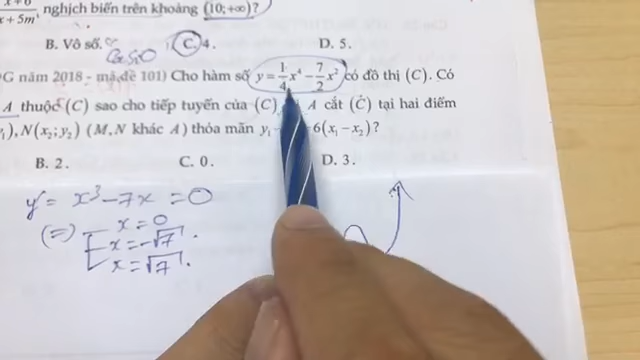 x+5m nghịch biến trên khoảng (10;+∞)?
B. Vô số. C. 4. D. 5.
G năm 2018 - mã đề 101) Cho hàm số y = 1/4 x⁴ - 7/2 x² có đồ thị (C). Có
A thuộc (C) sao cho tiếp tuyến của (C) A cắt (C) tại hai điểm
), N(x₂; y₂) (M, N khác A) thỏa mãn y₁ 6(x₁ - x₂)?
B. 2. C. 0. D. 3.
y' = x³ - 7x = 0
(=) x = 0
x = -√7.
x = √7.